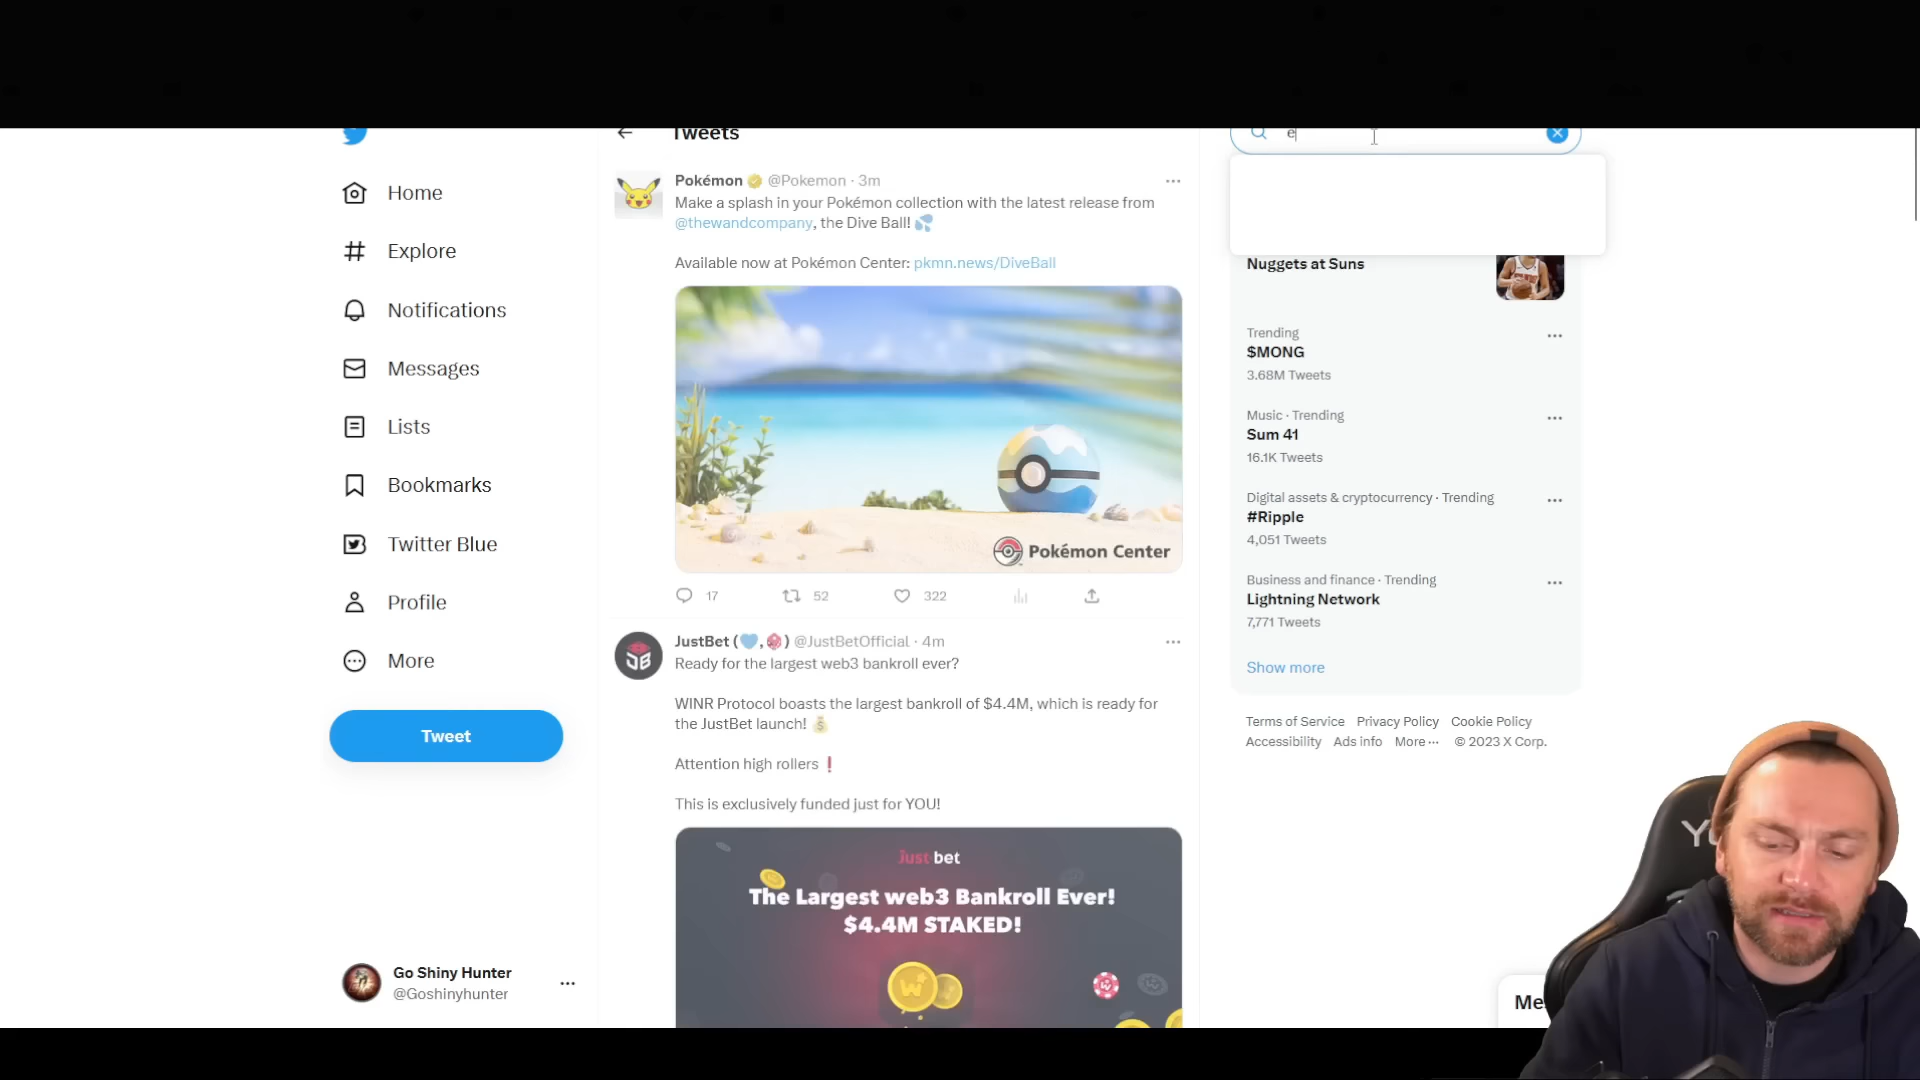 Tweets
e
Home
Explore
Notifications
Messages
Lists
Bookmarks
Twitter Blue
Profile
More
Tweet
Go Shiny Hunter
@Goshinyhunter
Pokémon @Pokemon · 3m
Make a splash in your Pokémon collection with the latest release from
@thewandcompany, the Dive Ball!
Available now at Pokémon Center: pkmn.news/DiveBall
Pokémon Center
17 52 322
JustBet ( , ) @JustBetOfficial · 4m
Ready for the largest web3 bankroll ever?
WINR Protocol boasts the largest bankroll of $4.4M, which is ready for
the JustBet launch!
Attention high rollers
This is exclusively funded just for YOU!
Just bet
The Largest web3 Bankroll Ever!
$4.4M STAKED!
Nuggets at Suns
Trending
$MONG
3.68M Tweets
Music · Trending
Sum 41
16.1K Tweets
Digital assets & cryptocurrency · Trending
#Ripple
4,051 Tweets
Business and finance · Trending
Lightning Network
7,771 Tweets
Show more
Terms of Service Privacy Policy Cookie Policy
Accessibility Ads info More ··· © 2023 X Corp.